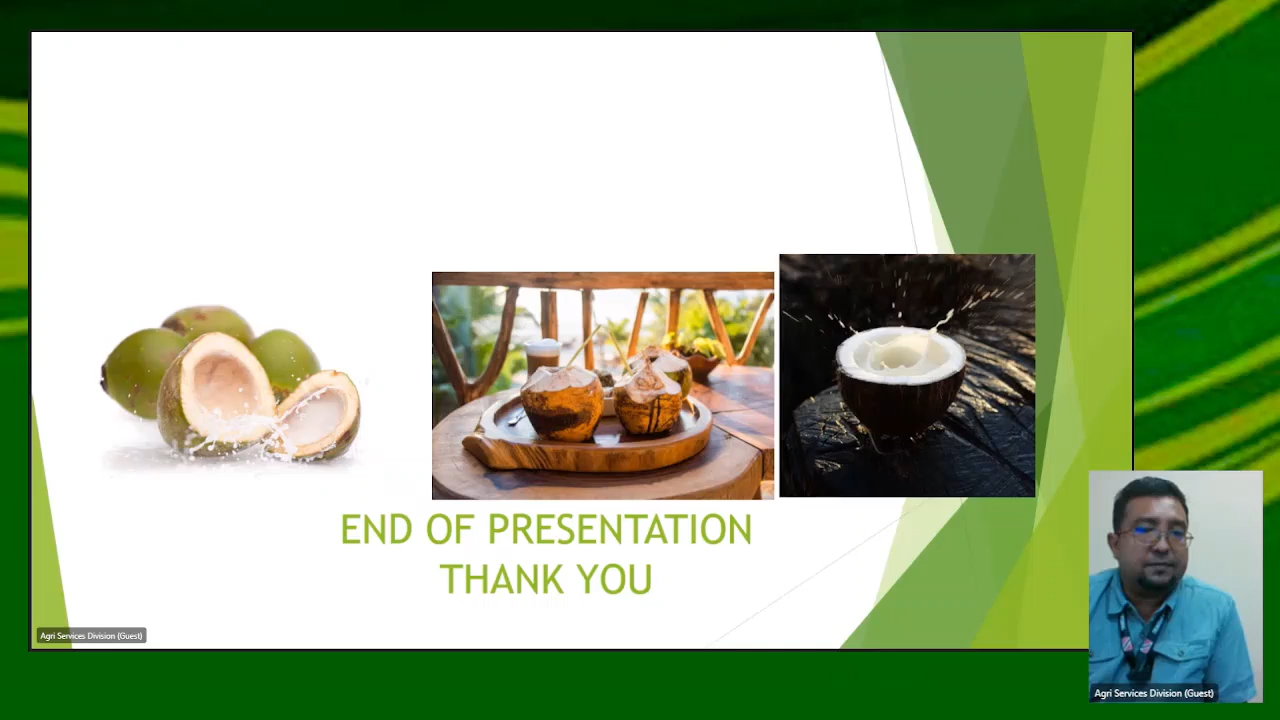 END OF PRESENTATION
THANK YOU
Agri Services Division (Guest)
Agri Services Division (Guest)